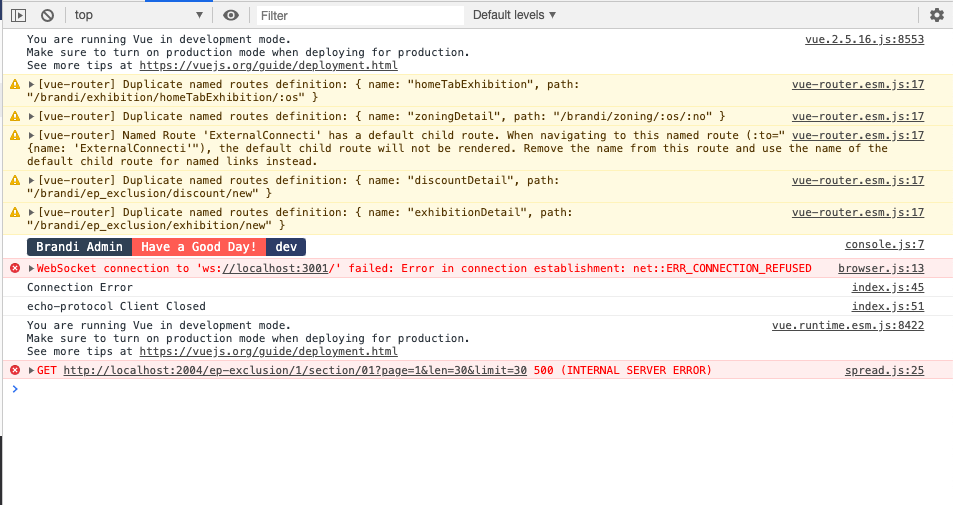 top
Filter
Default levels
You are running Vue in development mode. vue.2.5.16.js:8553
Make sure to turn on production mode when deploying for production.
See more tips at https://vuejs.org/guide/deployment.html
[vue-router] Duplicate named routes definition: { name: "homeTabExhibition", path: vue-router.esm.js:17
"/brandi/exhibition/homeTabExhibition/:os" }
[vue-router] Duplicate named routes definition: { name: "zoningDetail", path: "/brandi/zoning/:os/:no" } vue-router.esm.js:17
[vue-router] Named Route 'ExternalConnecti' has a default child route. When navigating to this named route (:to=" vue-router.esm.js:17
{name: 'ExternalConnecti'"), the default child route will not be rendered. Remove the name from this route and use the name of the
default child route for named links instead.
[vue-router] Duplicate named routes definition: { name: "discountDetail", path: vue-router.esm.js:17
"/brandi/ep_exclusion/discount/new" }
[vue-router] Duplicate named routes definition: { name: "exhibitionDetail", path: vue-router.esm.js:17
"/brandi/ep_exclusion/exhibition/new" }
Brandi Admin Have a Good Day! dev console.js:7
WebSocket connection to 'ws://localhost:3001/' failed: Error in connection establishment: net::ERR_CONNECTION_REFUSED browser.js:13
Connection Error index.js:45
echo-protocol Client Closed index.js:51
You are running Vue in development mode. vue.runtime.esm.js:8422
Make sure to turn on production mode when deploying for production.
See more tips at https://vuejs.org/guide/deployment.html
GET http://localhost:2004/ep-exclusion/1/section/01?page=1&len=30&limit=30 500 (INTERNAL SERVER ERROR) spread.js:25